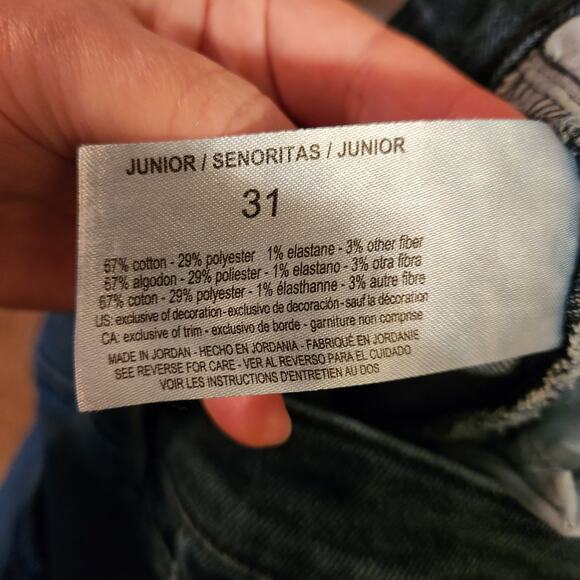 JUNIOR / SENORITAS / JUNIOR
31
67% cotton - 29% polyester 1% elastane - 3% other fiber
67% algodon - 29% poliester - 1% elastano - 3% otra fibra
67% coton - 29% polyester - 1% élasthanne - 3% autre fibre
US: exclusive of decoration-exclusivo de decoración-sauf la décoration
CA: exclusive of trim - exclusivo de borde - garniture non comprise
MADE IN JORDAN - HECHO EN JORDANIA - FABRIQUÉ EN JORDANIE
SEE REVERSE FOR CARE - VER AL REVERSO PARA EL CUIDADO
VOIR LES INSTRUCTIONS D'ENTRETIEN AU DOS